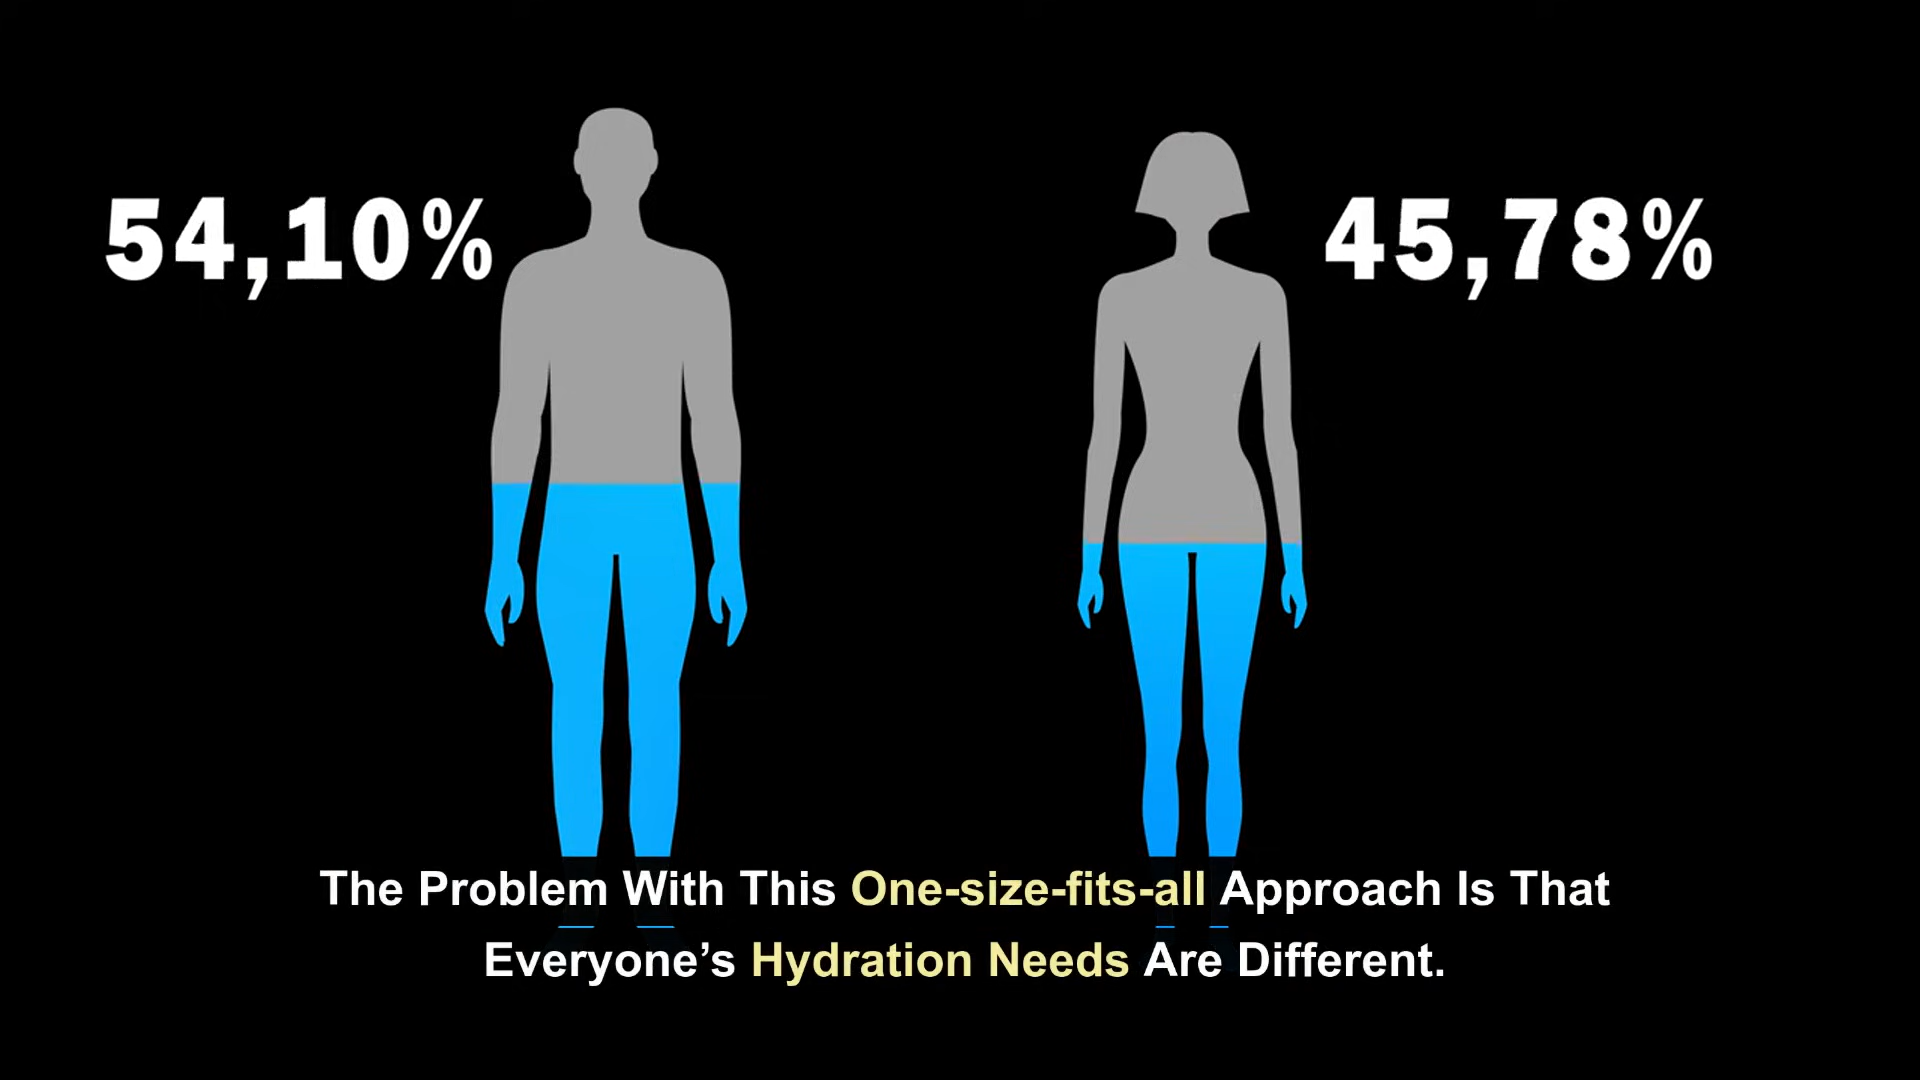 54,10%
45,78%
The Problem With This One-size-fits-all Approach Is That
Everyone’s Hydration Needs Are Different.